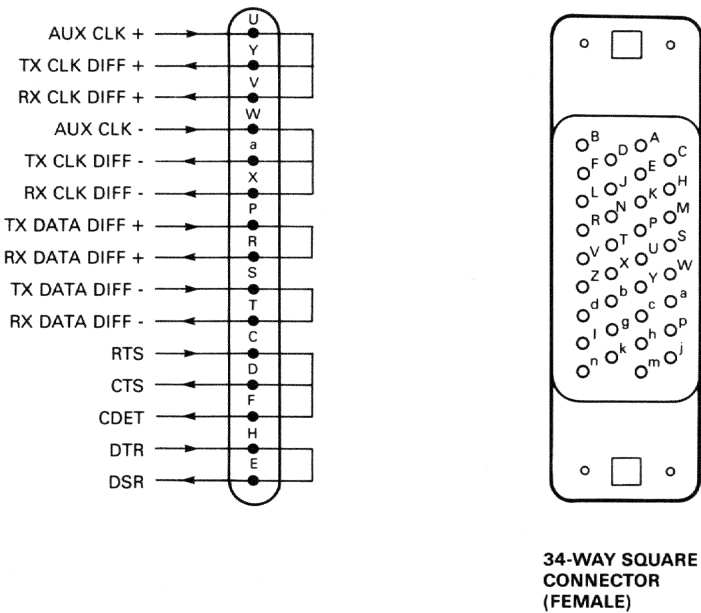 U
AUX CLK +
Y
TX CLK DIFF +
V
RX CLK DIFF +
W
AUX CLK -
a
TX CLK DIFF -
X
RX CLK DIFF -
P
TX DATA DIFF +
R
RX DATA DIFF +
S
TX DATA DIFF -
T
RX DATA DIFF -
C
RTS
D
CTS
F
CDET
H
DTR
E
DSR
B A
D C
F E
J H
L K
N M
R P
T S
V U
X W
Z Y
b a
d c
g p
l h
k j
n m
34-WAY SQUARE
CONNECTOR
(FEMALE)